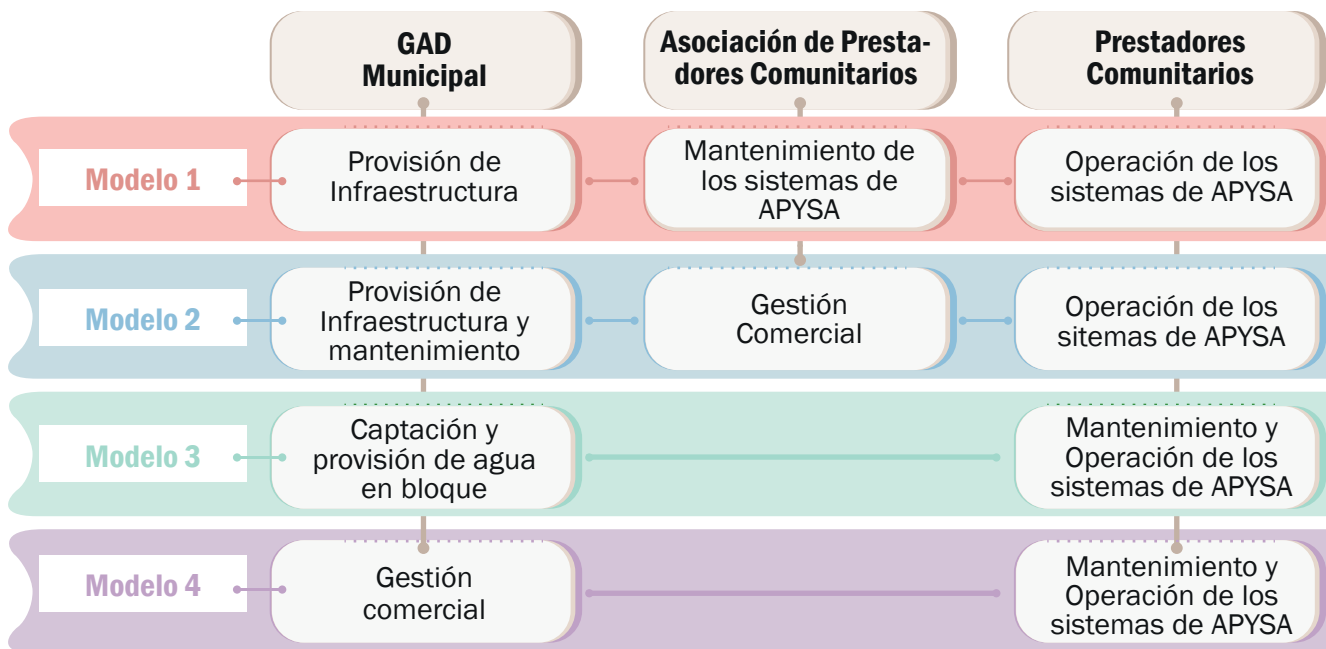 GAD
Municipal
Asociación de Presta-
dores Comunitarios
Prestadores
Comunitarios
Modelo 1
Provisión de
Infraestructura
Mantenimiento de
los sistemas de
APYSA
Operación de los
sistemas de APYSA
Modelo 2
Provisión de
Infraestructura y
mantenimiento
Gestión
Comercial
Operación de los
sitemas de APYSA
Modelo 3
Captación y
provisión de agua
en bloque
Mantenimiento y
Operación de los
sistemas de APYSA
Modelo 4
Gestión
comercial
Mantenimiento y
Operación de los
sistemas de APYSA